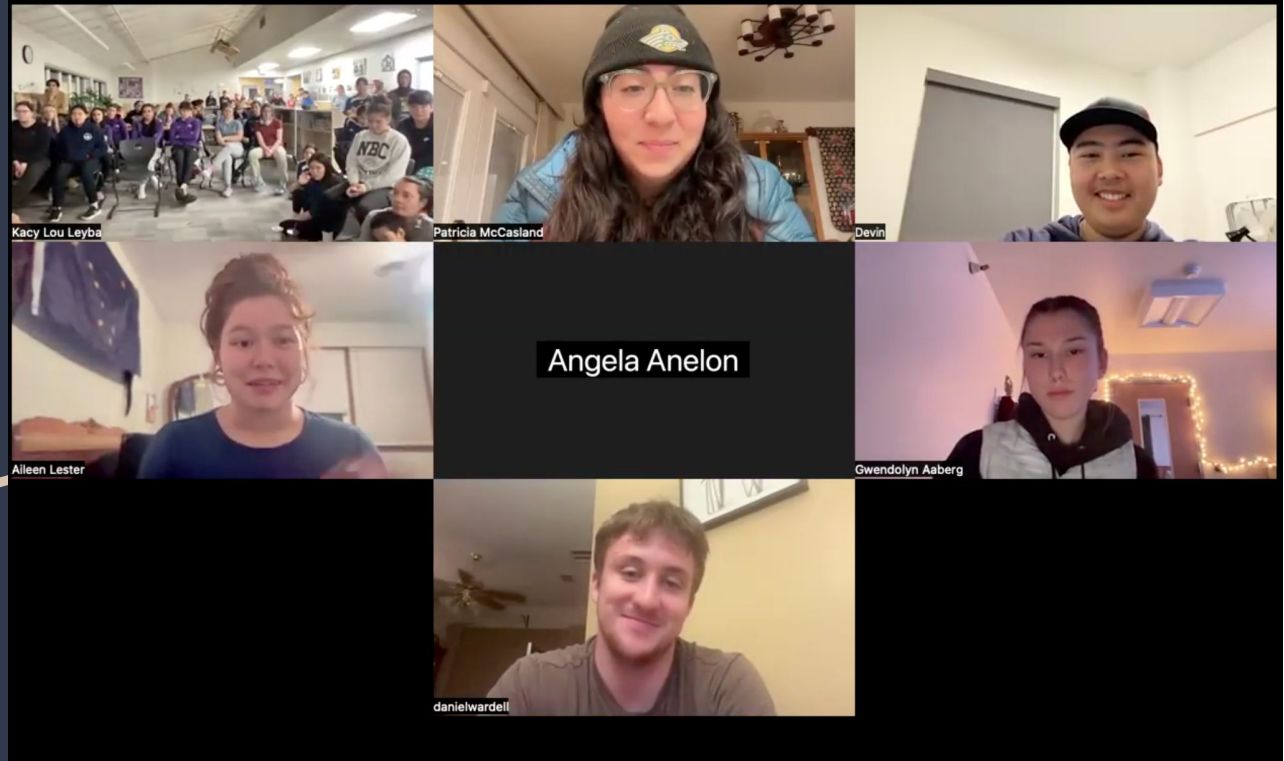 NBC
Kacy Lou Leyba
Patricia McCasland
Devin
Aileen Lester
Angela Anelon
Gwendolyn Aaberg
danielwardell